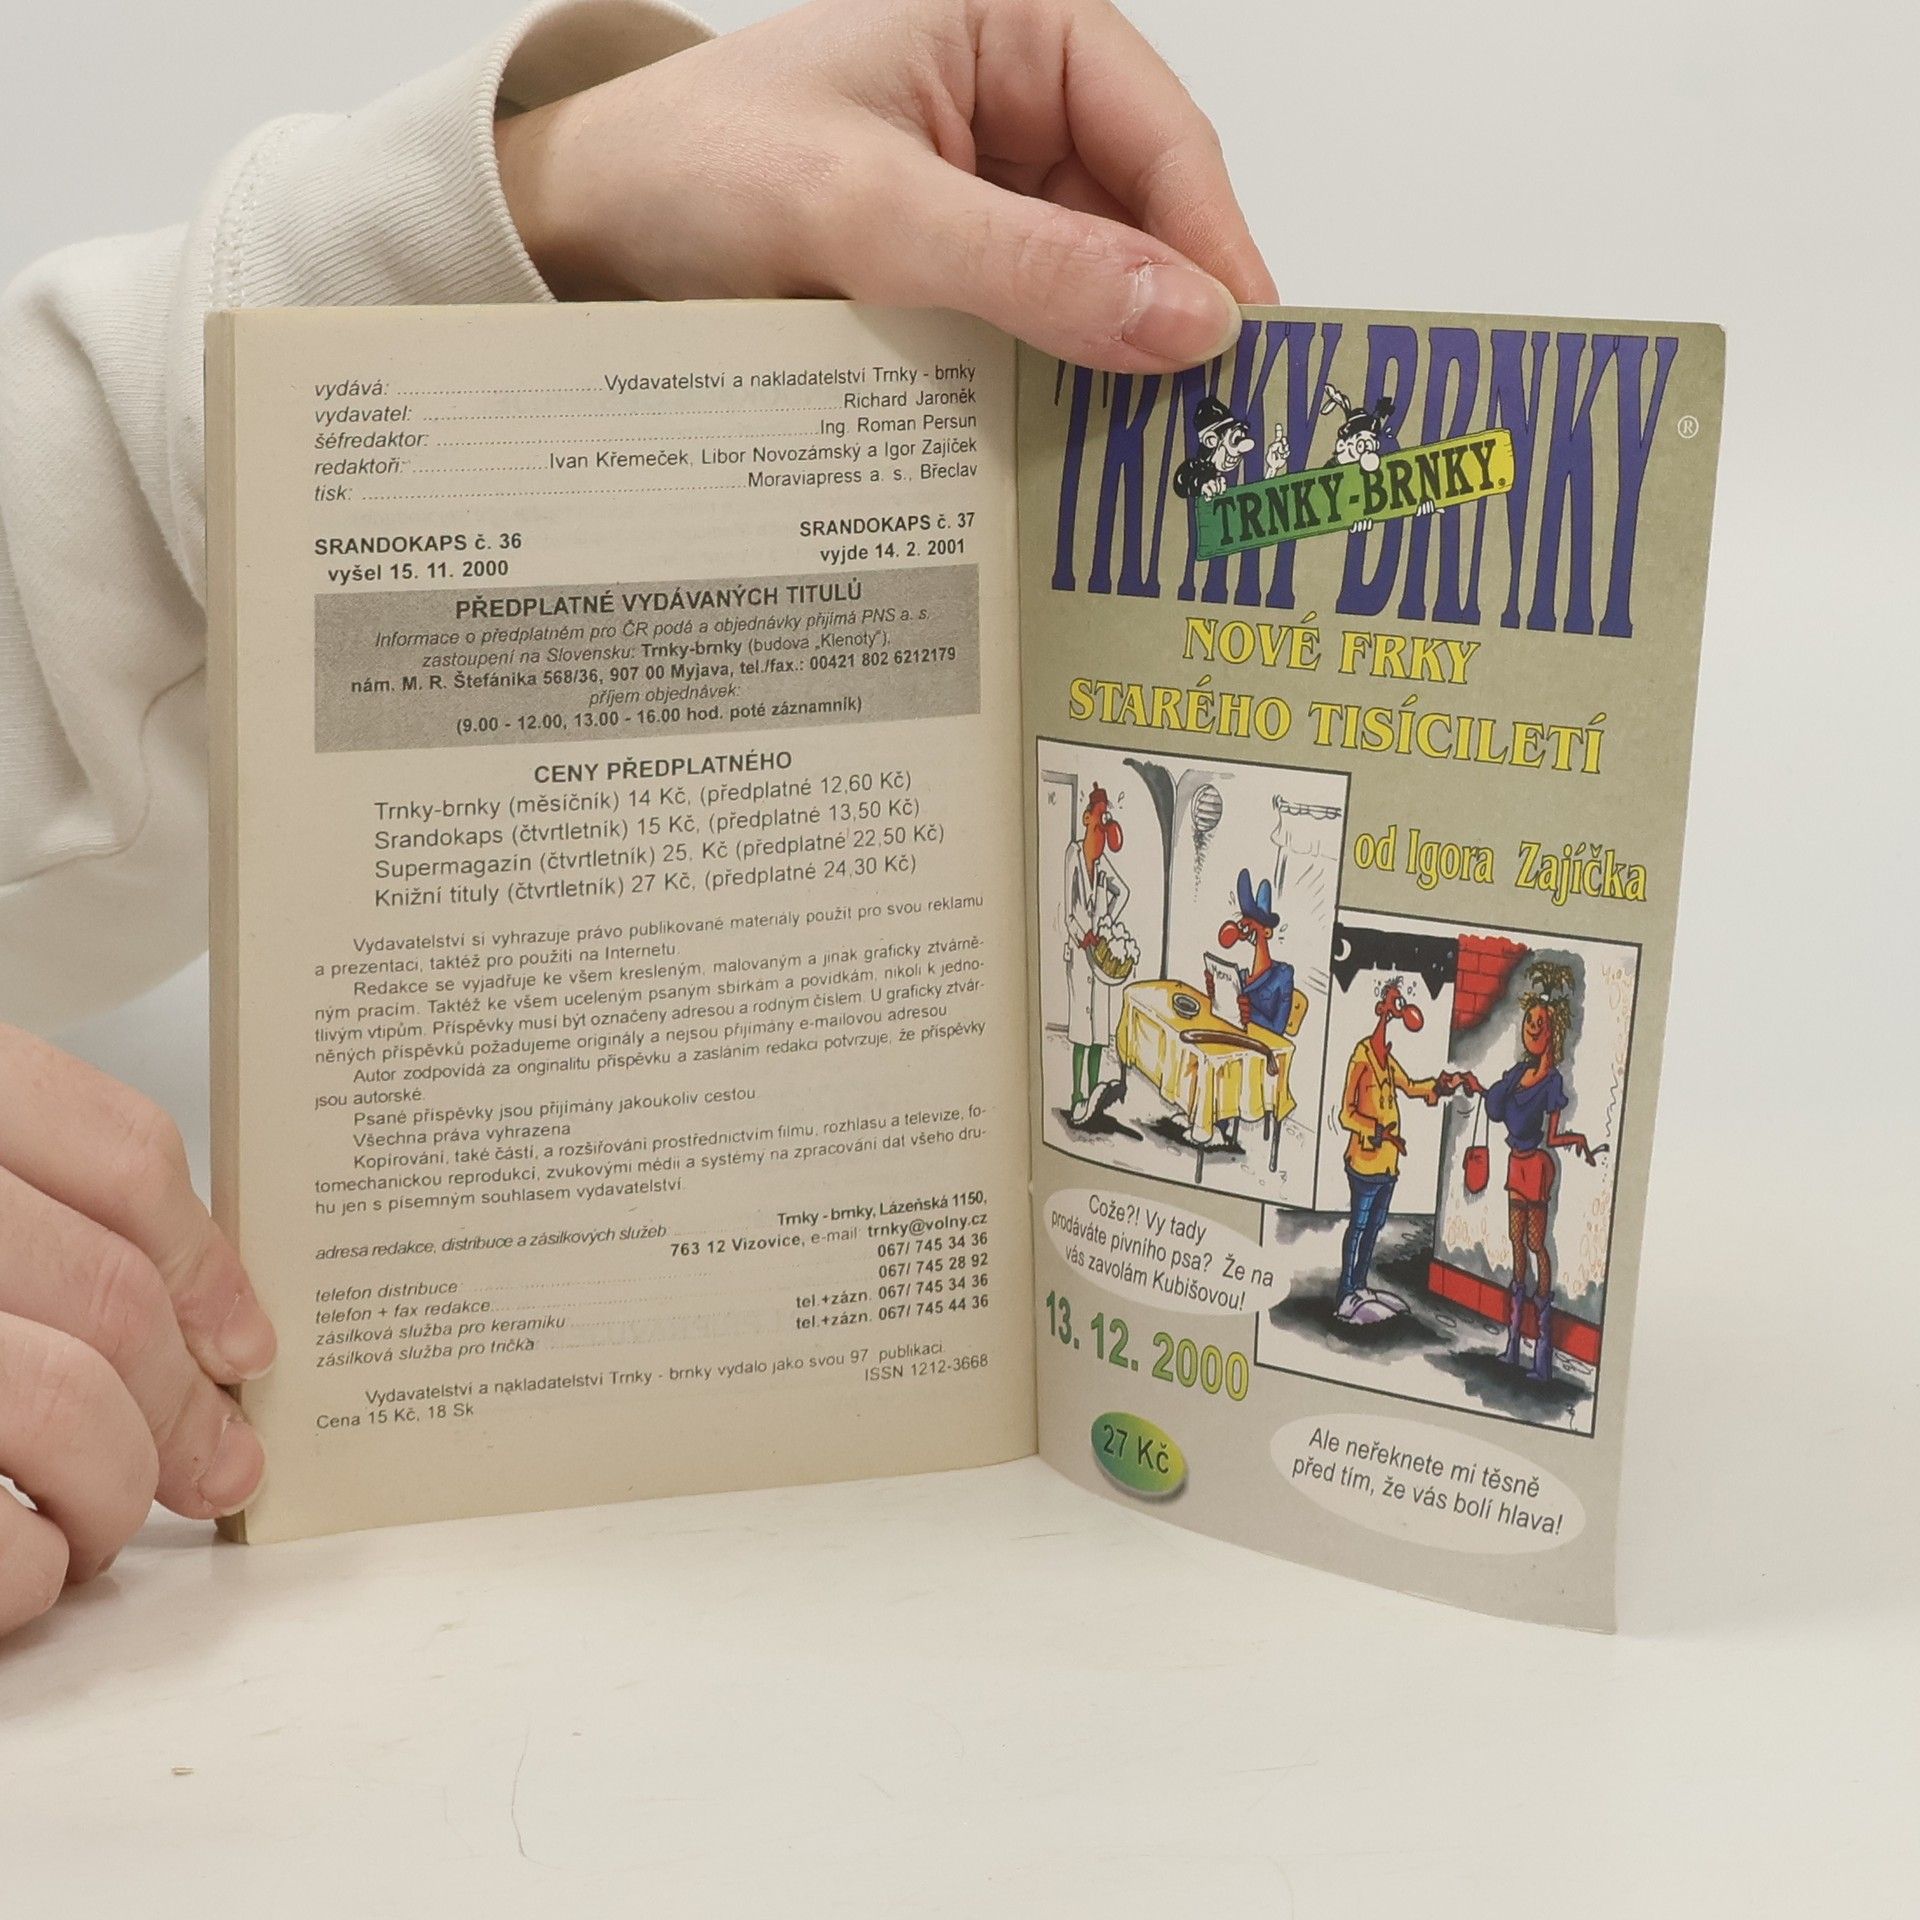 vydává: ........ Vydavatelství a nakladatelství Trnky - brnky
vydavatel: ........ Richard Jaroněk
šéfredaktor: ........ Ing. Roman Persun
redaktoři: ........ Ivan Křemeček, Libor Novozámský a Igor Zajíček
tisk: ........ Moraviapress a. s., Břeclav
SRANDOKAPS č. 36
vyšel 15. 11. 2000
SRANDOKAPS č. 37
vyjde 14. 2. 2001
PŘEDPLATNÉ VYDÁVANÝCH TITULŮ
Informace o předplatném pro ČR podá a objednávky přijímá PNS a. s.
zastoupení na Slovensku: Trnky-brnky (budova „Klenoty“),
nám. M. R. Štefánika 568/36, 907 00 Myjava, tel./fax.: 00421 802 6212179
příjem objednávek:
(9.00 - 12.00, 13.00 - 16.00 hod. poté záznamník)
CENY PŘEDPLATNÉHO
Trnky-brnky (měsíčník) 14 Kč, (předplatné 12,60 Kč)
Srandokaps (čtvrtletník) 15 Kč, (předplatné 13,50 Kč)
Supermagazín (čtvrtletník) 25, Kč (předplatné 22,50 Kč)
Knižní tituly (čtvrtletník) 27 Kč, (předplatné 24,30 Kč)
Vydavatelství si vyhrazuje právo publikované materiály použít pro svou reklamu
a prezentaci, taktéž pro použití na Internetu.
Redakce se vyjadřuje ke všem kresleným, malovaným a jinak graficky ztvárně-
ným pracím. Taktéž ke všem uceleným psaným sbírkám a povídkám, nikoli k jedno-
tlivým vtipům. Příspěvky musí být označeny adresou a rodným číslem. U graficky ztvár-
něných příspěvků požadujeme originály a nejsou přijímány e-mailovou adresou.
Autor zodpovídá za originalitu příspěvku a zasláním redakci potvrzuje, že příspěvky
jsou autorské.
Psané příspěvky jsou přijímány jakoukoliv cestou.
Všechna práva vyhrazena
Kopírování, také částí, a rozšiřování prostřednictvím filmu, rozhlasu a televize, fo-
tomechanickou reprodukcí, zvukovými médii a systémy na zpracování dat všeho dru-
hu jen s písemným souhlasem vydavatelství.
adresa redakce, distribuce a zásilkových služeb ........ Trnky - brnky, Lázeňská 1150,
763 12 Vizovice, e-mail: trnky@volny.cz
telefon distribuce: ........ 067/ 745 34 36
telefon + fax redakce ........ 067/ 745 28 92
zásilková služba pro keramiku ........ tel.+zázn. 067/ 745 34 36
zásilková služba pro trička: ........ tel.+zázn. 067/ 745 44 36
Vydavatelství a nakladatelství Trnky - brnky vydalo jako svou 97. publikaci.
Cena 15 Kč, 18 Sk
ISSN 1212-3668
TRNKY-BRNKY ®
TRNKY-BRNKY.
NOVÉ FRKY
STARÉHO TISÍCILETÍ
od Igora Zajíčka
WC
Menu
Cože?! Vy tady
prodáváte pivního psa? Že na
vás zavolám Kubišovou!
13. 12. 2000
27 Kč
Ale neřeknete mi těsně
před tím, že vás bolí hlava!